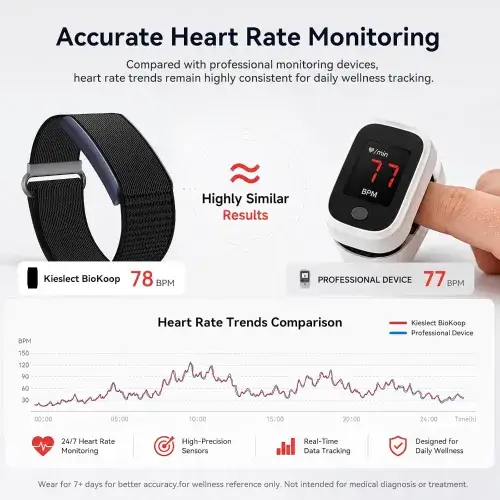 Accurate Heart Rate Monitoring
Compared with professional monitoring devices,
heart rate trends remain highly consistent for daily wellness tracking.
Highly Similar
Results
/min
77
BPM
Kieslect BioKoop 78 BPM
PROFESSIONAL DEVICE 77 BPM
Heart Rate Trends Comparison
Kieslect BioKoop
Professional Device
BPM
150
120
90
60
30
00:00 05:00 10:00 15:00 20:00 24:00 Time(h)
24/7 Heart Rate
Monitoring
High-Precision
Sensors
Real-Time
Data Tracking
Designed for
Daily Wellness
Wear for 7+ days for better accuracy.for wellness reference only. Not intended for medical diagnosis or treatment.